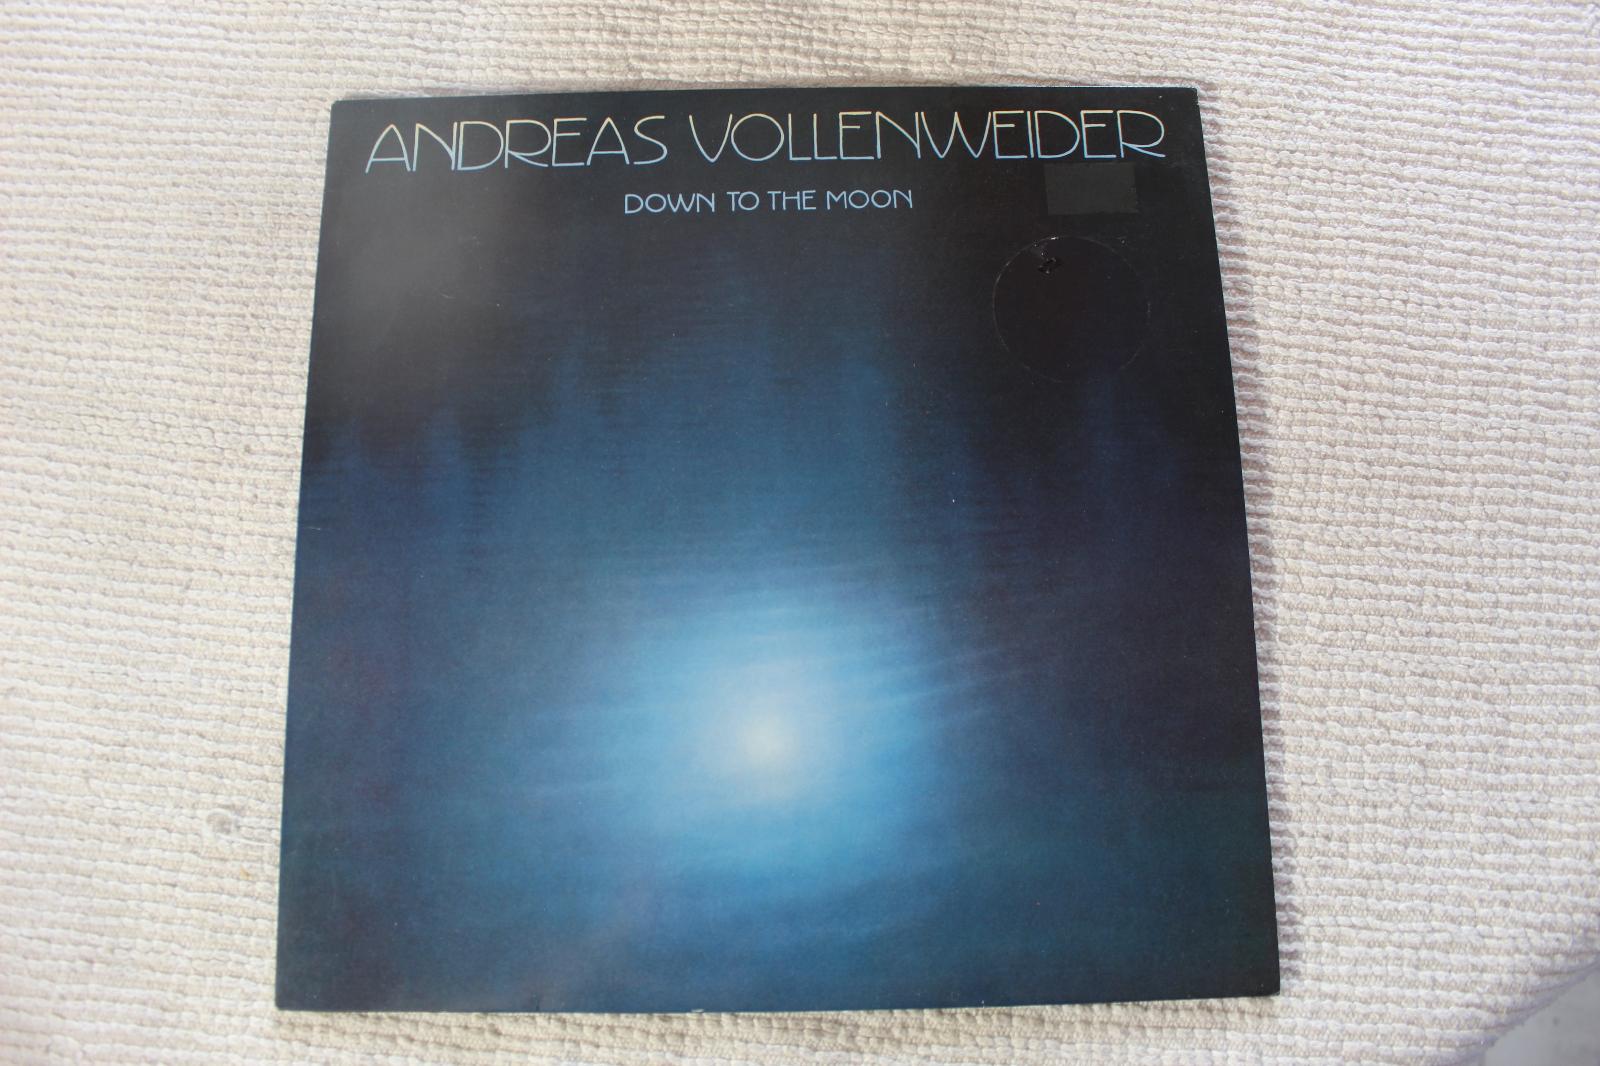 ANDREAS VOLLENWEIDER
DOWN TO THE MOON